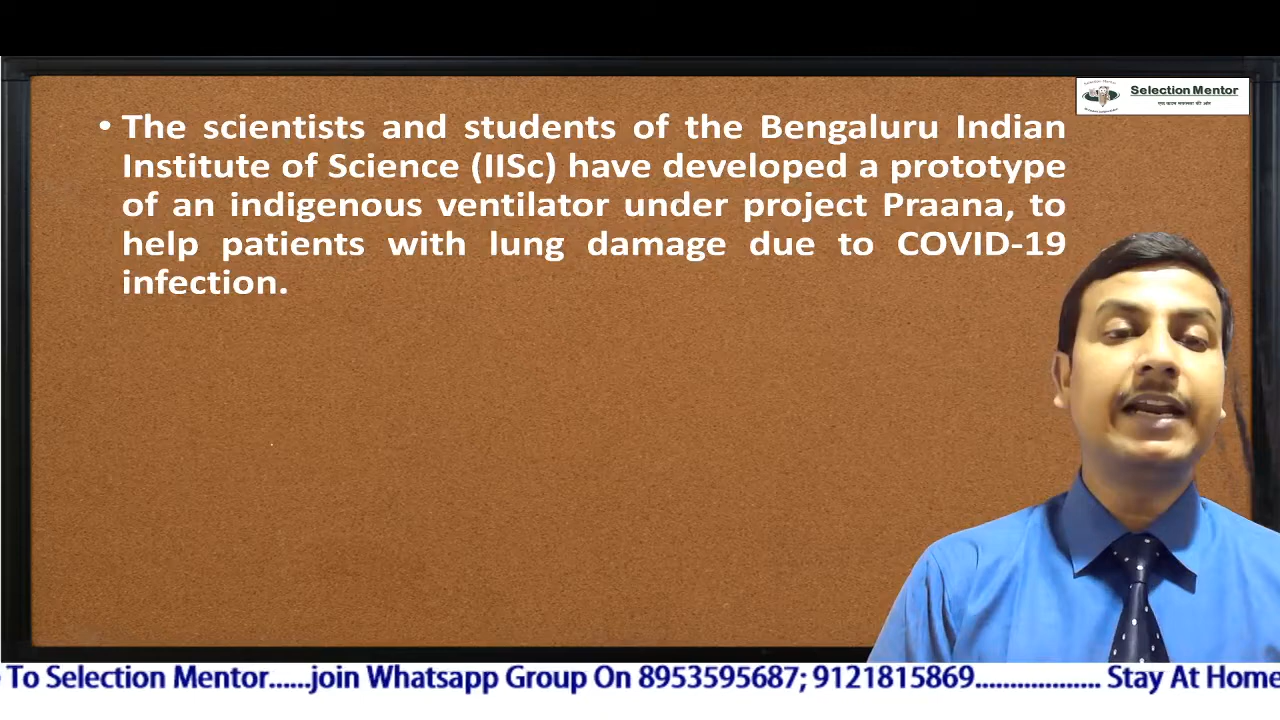 Selection Mentor
• The scientists and students of the Bengaluru Indian
Institute of Science (IISc) have developed a prototype
of an indigenous ventilator under project Praana, to
help patients with lung damage due to COVID-19
infection.
To Selection Mentor......join Whatsapp Group On 8953595687; 9121815869.................. Stay At Home